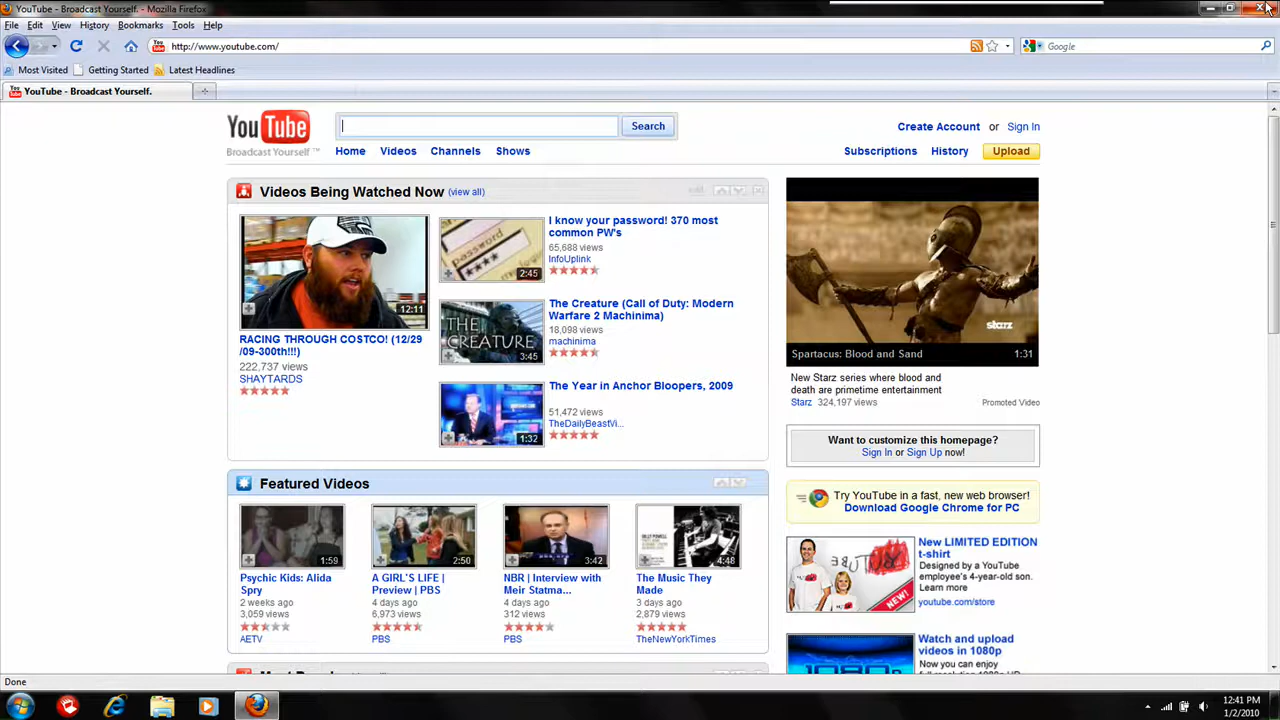 YouTube - Broadcast Yourself. - Mozilla Firefox
File Edit View History Bookmarks Tools Help
http://www.youtube.com/
Google
Most Visited Getting Started Latest Headlines
YouTube - Broadcast Yourself.
YouTube
Broadcast Yourself ™
Search
Create Account or Sign In
Home Videos Channels Shows
Subscriptions History Upload
Videos Being Watched Now (view all)
12:11
RACING THROUGH COSTCO! (12/29
/09-300th!!!)
222,737 views
SHAYTARDS
password
2:45
I know your password! 370 most
common PW's
65,688 views
InfoUplink
THE
CREATURE
3:45
The Creature (Call of Duty: Modern
Warfare 2 Machinima)
18,098 views
machinima
1:32
The Year in Anchor Bloopers, 2009
51,472 views
TheDailyBeastVi...
starz
Spartacus: Blood and Sand 1:31
New Starz series where blood and
death are primetime entertainment
Starz 324,197 views Promoted Video
Want to customize this homepage?
Sign In or Sign Up now!
Try YouTube in a fast, new web browser!
Download Google Chrome for PC
NEW!
New LIMITED EDITION
t-shirt
Designed by a YouTube
employee's 4-year-old son.
Learn more
youtube.com/store
1080p
Watch and upload
videos in 1080p
Now you can enjoy
Featured Videos
1:59
Psychic Kids: Alida
Spry
2 weeks ago
3,059 views
AETV
2:50
A GIRL'S LIFE |
Preview | PBS
4 days ago
6,973 views
PBS
3:42
NBR | Interview with
Meir Statma...
4 days ago
312 views
PBS
4:48
The Music They
Made
3 days ago
2,879 views
TheNewYorkTimes
Done
12:41 PM
1/2/2010